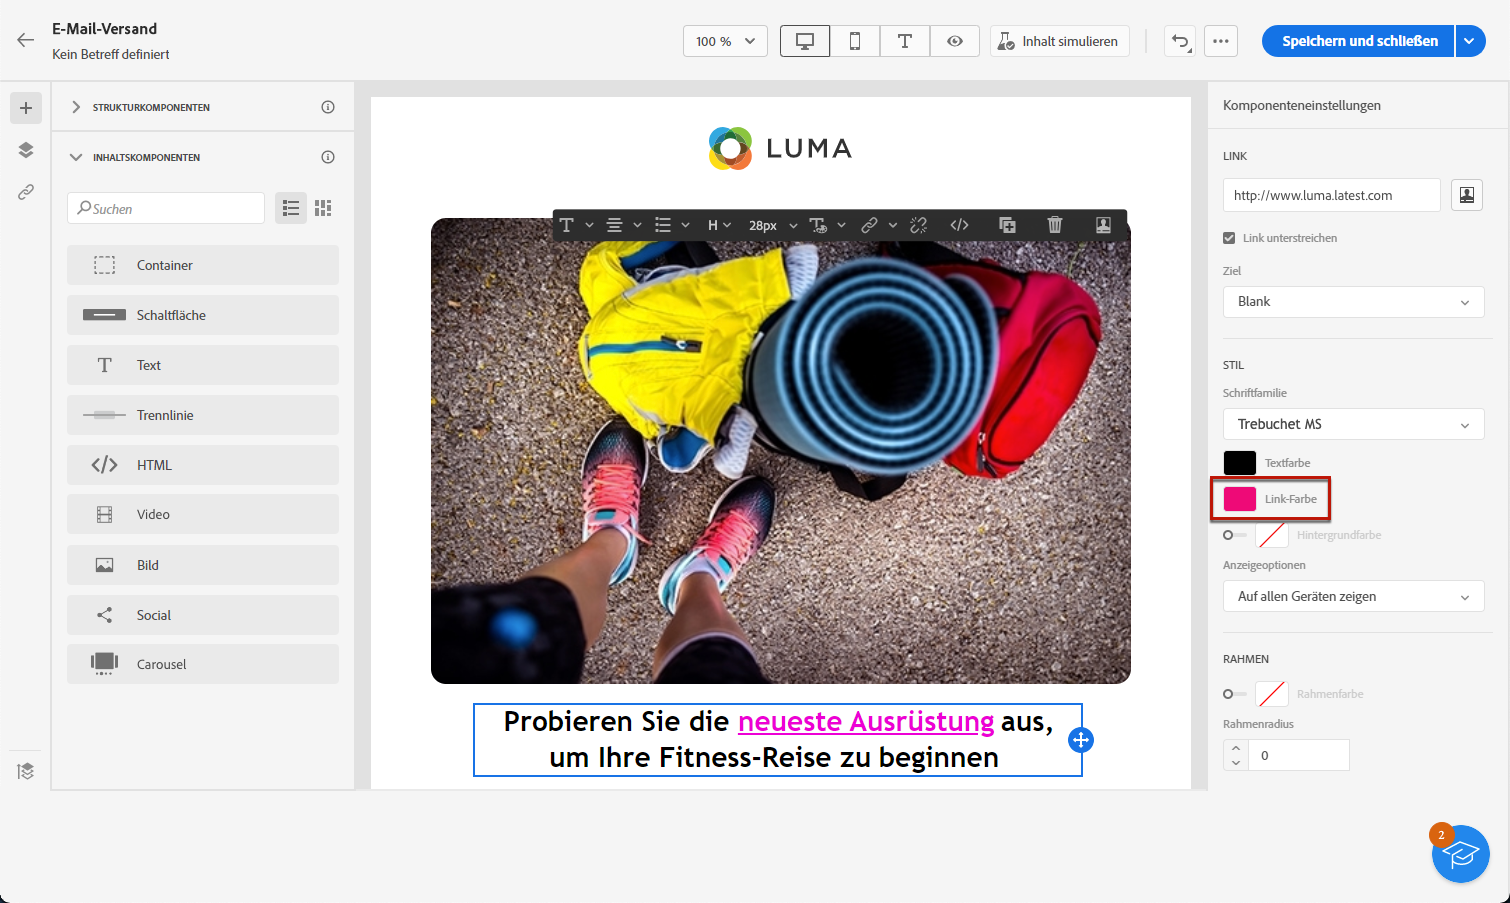 E-Mail-Versand
Kein Betreff definiert
100 %
Inhalt simulieren
Speichern und schließen
STRUKTURKOMPONENTEN
INHALTSKOMPONENTEN
Suchen
Container
Schaltfläche
Text
Trennlinie
HTML
Video
Bild
Social
Carousel
LUMA
H
28px
Probieren Sie die neueste Ausrüstung aus,
um Ihre Fitness-Reise zu beginnen
Komponenteneinstellungen
LINK
http://www.luma.latest.com
Link unterstreichen
Ziel
Blank
STIL
Schriftfamilie
Trebuchet MS
Textfarbe
Link-Farbe
Hintergrundfarbe
Anzeigeoptionen
Auf allen Geräten zeigen
RAHMEN
Rahmenfarbe
Rahmenradius
0
2